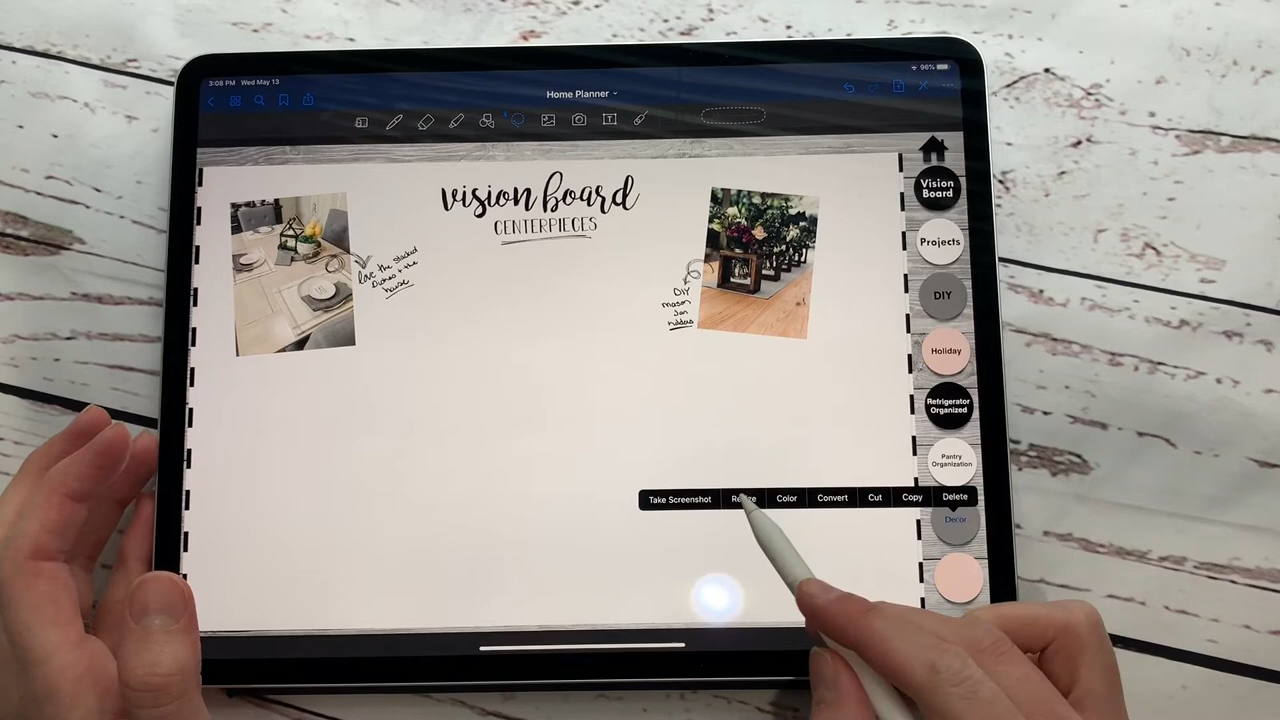 3:08 PM Wed May 13
96%
Home Planner
vision board
CENTERPIECES
love the stacked
Dishes + the
house
DIY
mason
Jar
holders
Vision
Board
Projects
DIY
Holiday
Refrigerator
Organized
Pantry
Organization
Take Screenshot Resize Color Convert Cut Copy Delete
Decor